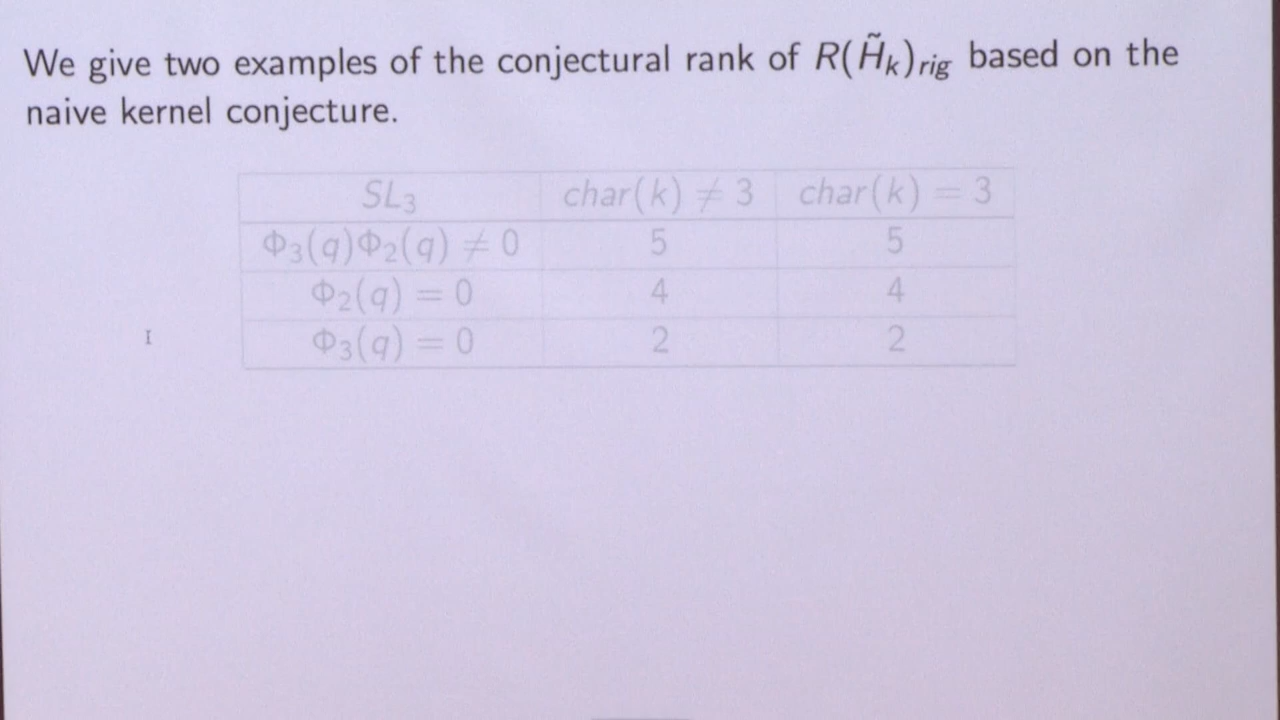 We give two examples of the conjectural rank of R(H̃ₖ)ᵣᵢg based on the
naive kernel conjecture.
SL₃ char(k) ≠ 3 char(k) = 3
Φ₃(q)Φ₂(q) ≠ 0 5 5
Φ₂(q) = 0 4 4
Φ₃(q) = 0 2 2